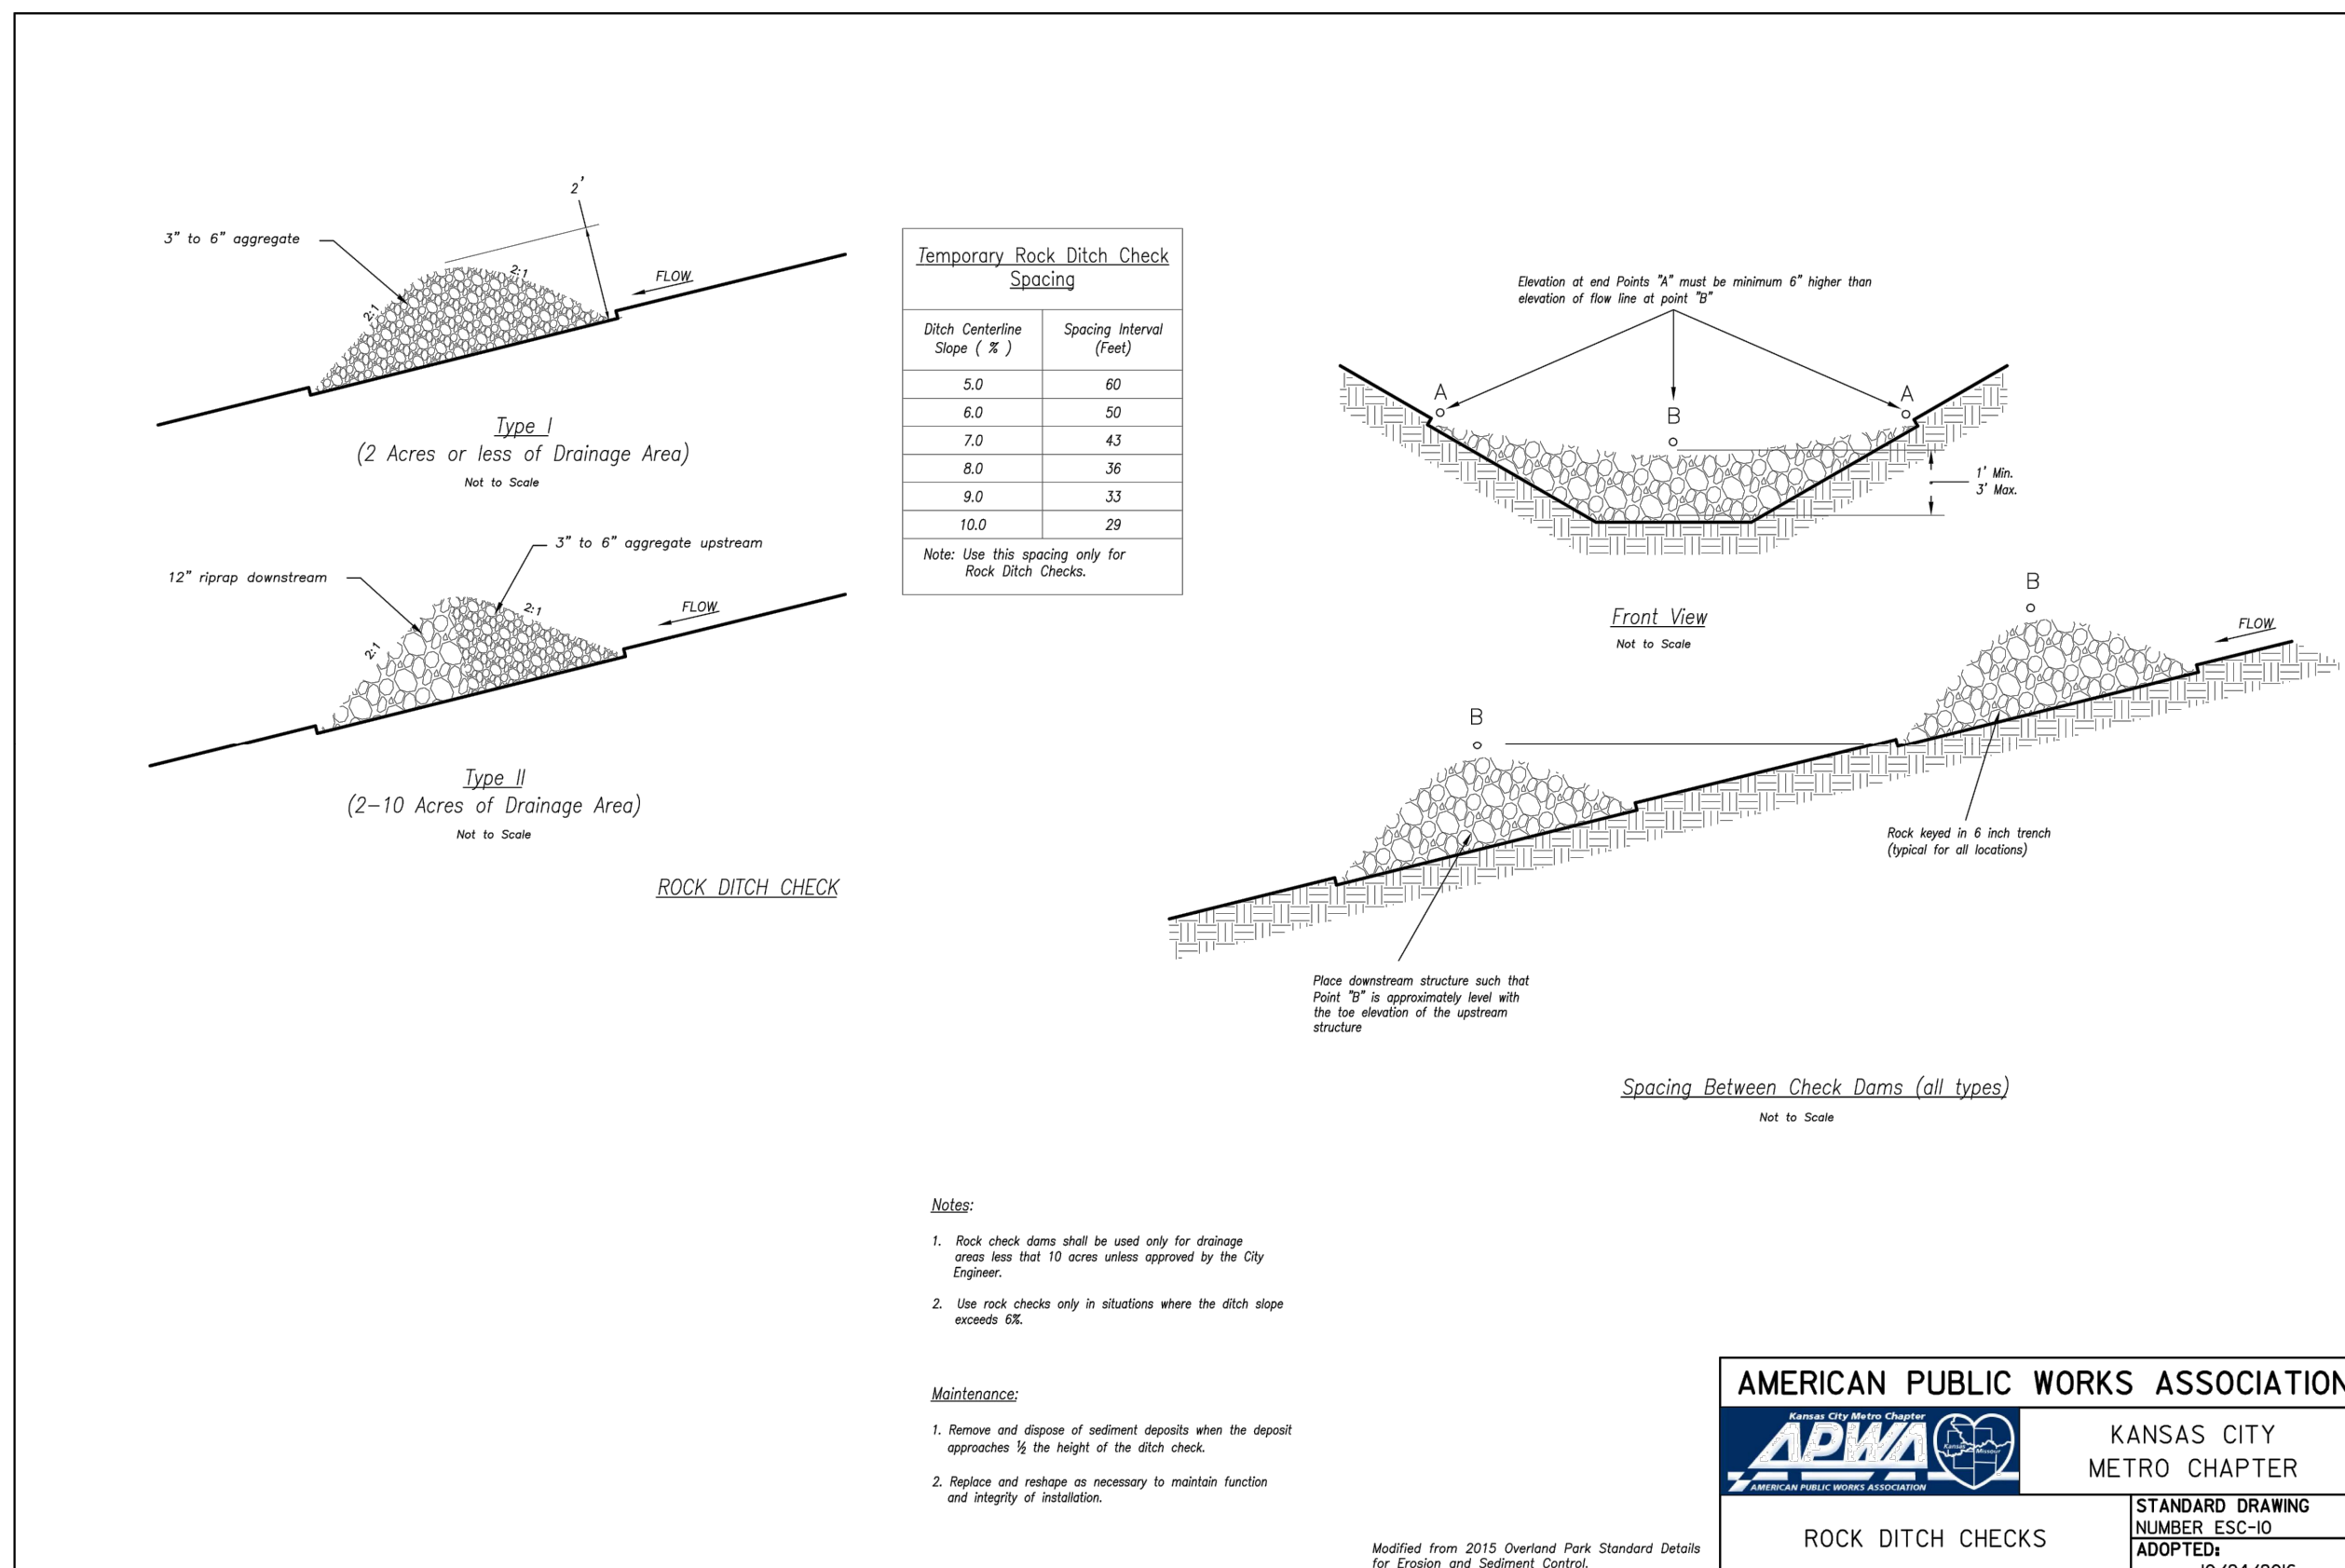 2'
3" to 6" aggregate
2:1
2:1
FLOW
Type I
(2 Acres or less of Drainage Area)
Not to Scale
3" to 6" aggregate upstream
12" riprap downstream
2:1
2:1
FLOW
Type II
(2-10 Acres of Drainage Area)
Not to Scale
ROCK DITCH CHECK
Temporary Rock Ditch Check
Spacing
Ditch Centerline
Slope ( % )
Spacing Interval
(Feet)
5.0 60
6.0 50
7.0 43
8.0 36
9.0 33
10.0 29
Note: Use this spacing only for
Rock Ditch Checks.
Elevation at end Points "A" must be minimum 6" higher than
elevation of flow line at point "B"
A
B
A
1' Min.
3' Max.
Front View
Not to Scale
B
FLOW
B
Rock keyed in 6 inch trench
(typical for all locations)
Place downstream structure such that
Point "B" is approximately level with
the toe elevation of the upstream
structure
Spacing Between Check Dams (all types)
Not to Scale
Notes:
1. Rock check dams shall be used only for drainage
areas less that 10 acres unless approved by the City
Engineer.
2. Use rock checks only in situations where the ditch slope
exceeds 6%.
Maintenance:
1. Remove and dispose of sediment deposits when the deposit
approaches ½ the height of the ditch check.
2. Replace and reshape as necessary to maintain function
and integrity of installation.
Modified from 2015 Overland Park Standard Details
for Erosion and Sediment Control.
AMERICAN PUBLIC WORKS ASSOCIATION
Kansas City Metro Chapter
APWA
Kansas
Missouri
AMERICAN PUBLIC WORKS ASSOCIATION
KANSAS CITY
METRO CHAPTER
ROCK DITCH CHECKS
STANDARD DRAWING
NUMBER ESC-10
ADOPTED: